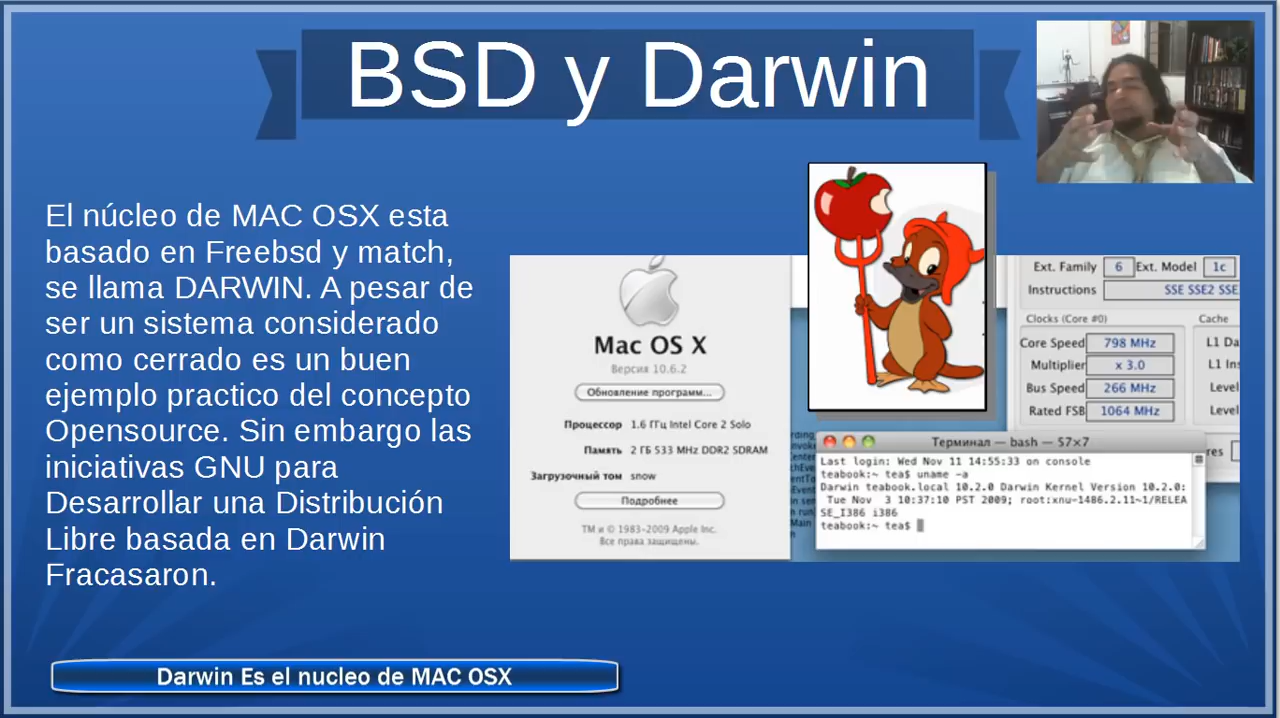 BSD y Darwin
El núcleo de MAC OSX esta
basado en Freebsd y match,
se llama DARWIN. A pesar de
ser un sistema considerado
como cerrado es un buen
ejemplo practico del concepto
Opensource. Sin embargo las
iniciativas GNU para
Desarrollar una Distribución
Libre basada en Darwin
Fracasaron.
Mac OS X
Версия 10.6.2
Обновление программ...
Процессор 1.6 ГГц Intel Core 2 Solo
Память 2 ГБ 533 MHz DDR2 SDRAM
Загрузочный том snow
Подробнее
TM и © 1983-2009 Apple Inc.
Все права защищены.
Ext. Family 6 Ext. Model 1c
Instructions SSE SSE2 SSE
Clocks (Core #0) Cache
Core Speed 798 MHz L1 Da
Multiplier x 3.0 L1 In
Bus Speed 266 MHz Level
Rated FSB 1064 MHz Level
Терминал — bash — 57×7
Last login: Wed Nov 11 14:55:33 on console
teabook:~ tea$ uname -a
Darwin teabook.local 10.2.0 Darwin Kernel Version 10.2.0:
Tue Nov 3 10:37:10 PST 2009; root:xnu-1486.2.11~1/RELEA
SE_I386 i386
teabook:~ tea$
Darwin Es el nucleo de MAC OSX